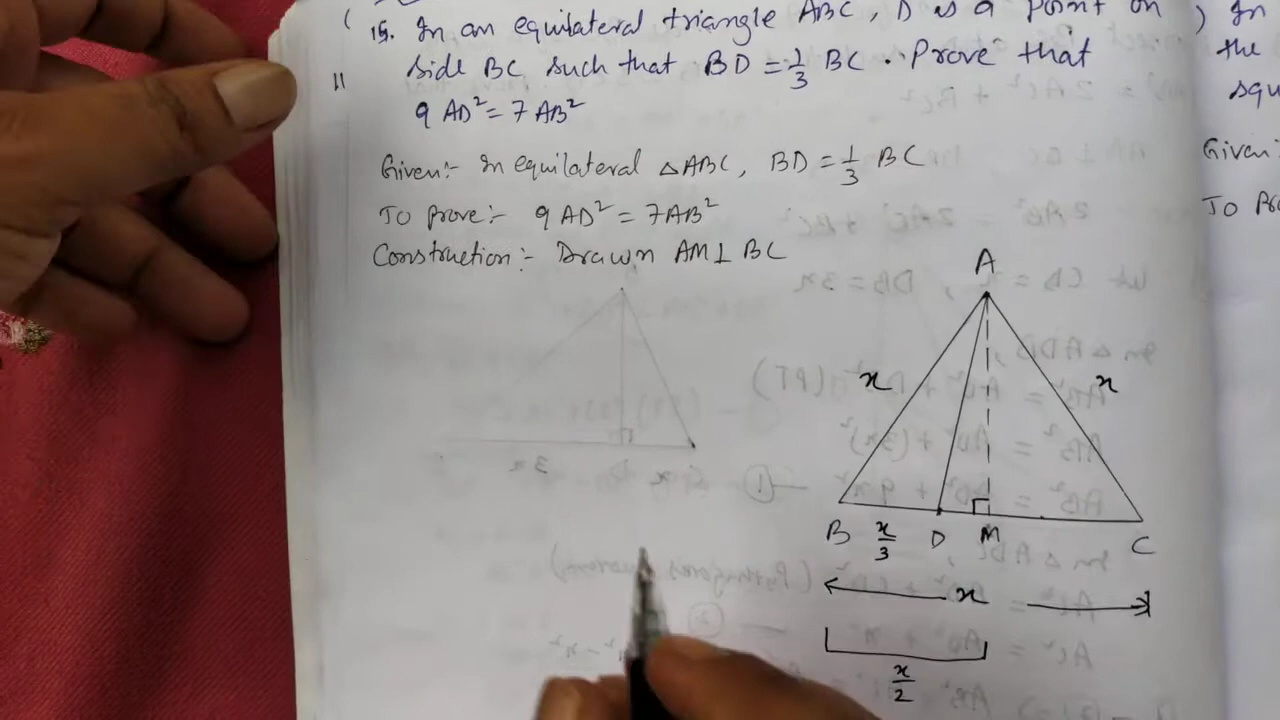 15. In an equilateral triangle ABC, D is a point on
side BC such that BD = 1/3 BC. Prove that
11
9 AD² = 7 AB²
Given:- In equilateral △ABC, BD = 1/3 BC
To prove:- 9 AD² = 7AB²
Construction:- Drawn AM ⊥ BC
A
x x
B x/3 D M C
x
x/2
) In
the
squ
Given:
To Pro